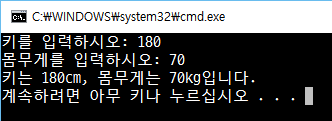 C:₩WINDOWS₩system32₩cmd.exe
키를 입력하시오: 180
몸무게를 입력하시오: 70
키는 180cm, 몸무게는 70kg입니다.
계속하려면 아무 키나 누르십시오 . . .